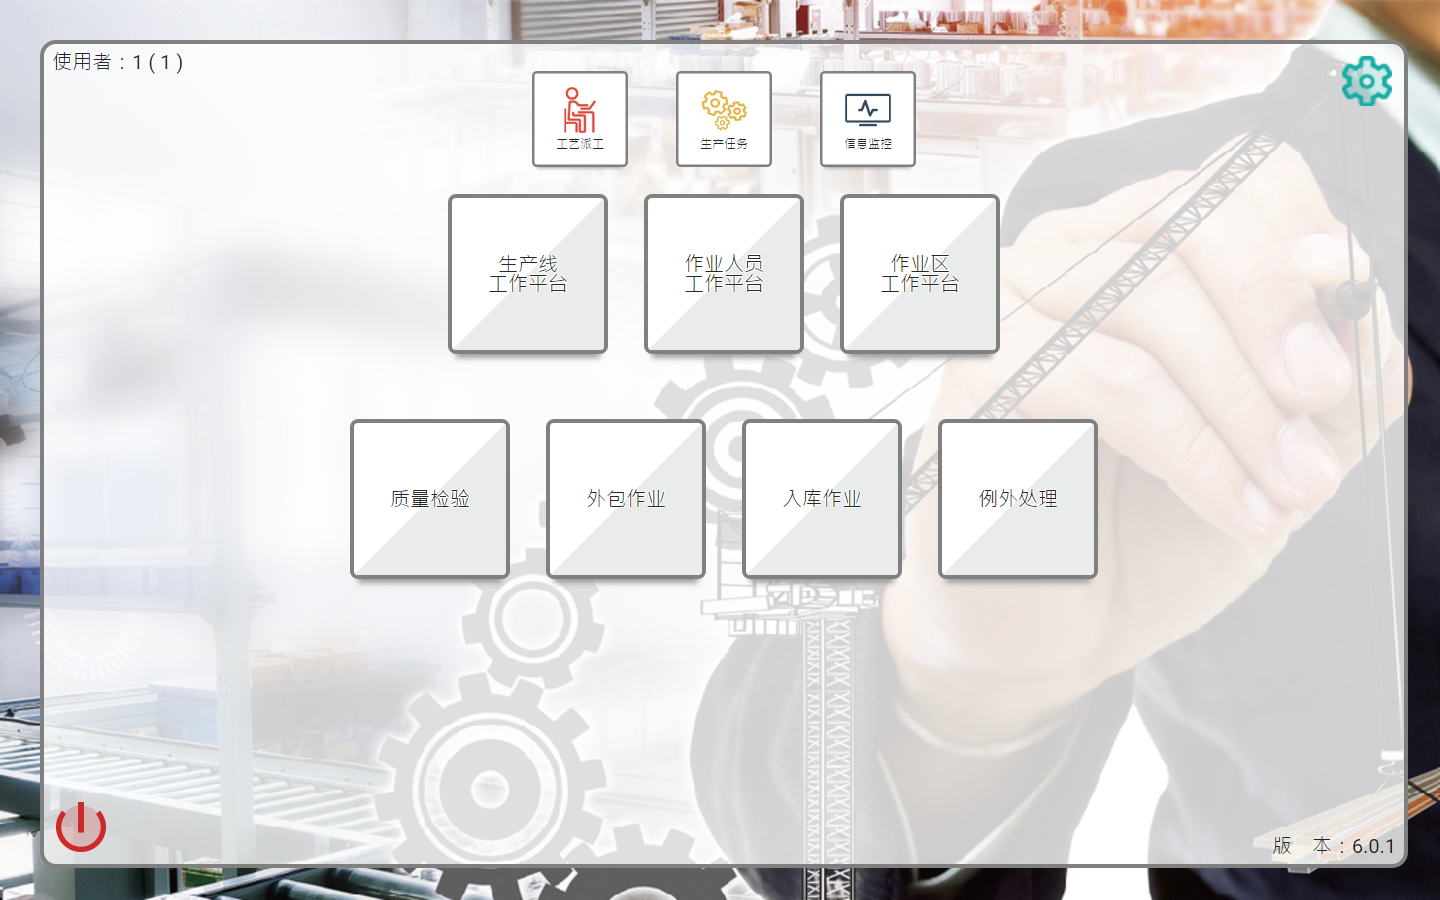 使用者 : 1 ( 1 )
工艺派工
生产任务
信息监控
生产线
工作平台
作业人员
工作平台
作业区
工作平台
质量检验
外包作业
入库作业
例外处理
版 本 : 6.0.1